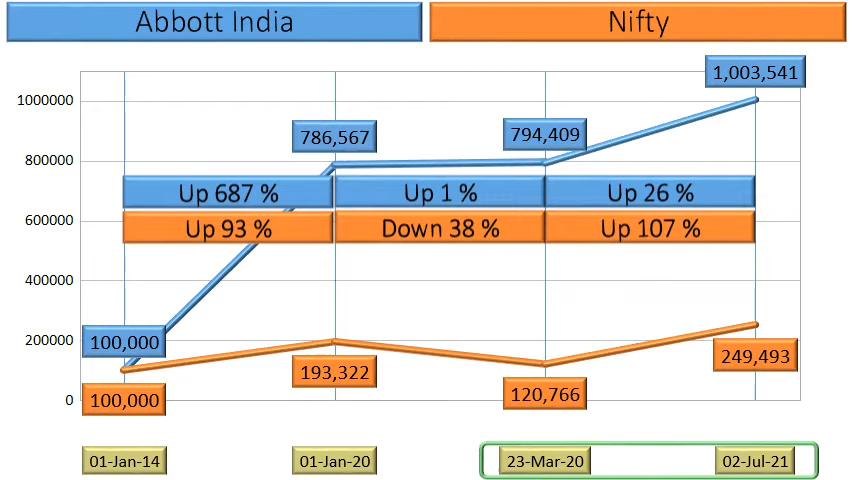 Abbott India
Nifty
1,003,541
1000000
786,567
794,409
800000
Up 687 %
Up 1 %
Up 26 %
600000
Up 93 %
Down 38 %
Up 107 %
400000
200000
100,000
249,493
193,322
120,766
0
100,000
01-Jan-14
01-Jan-20
23-Mar-20
02-Jul-21